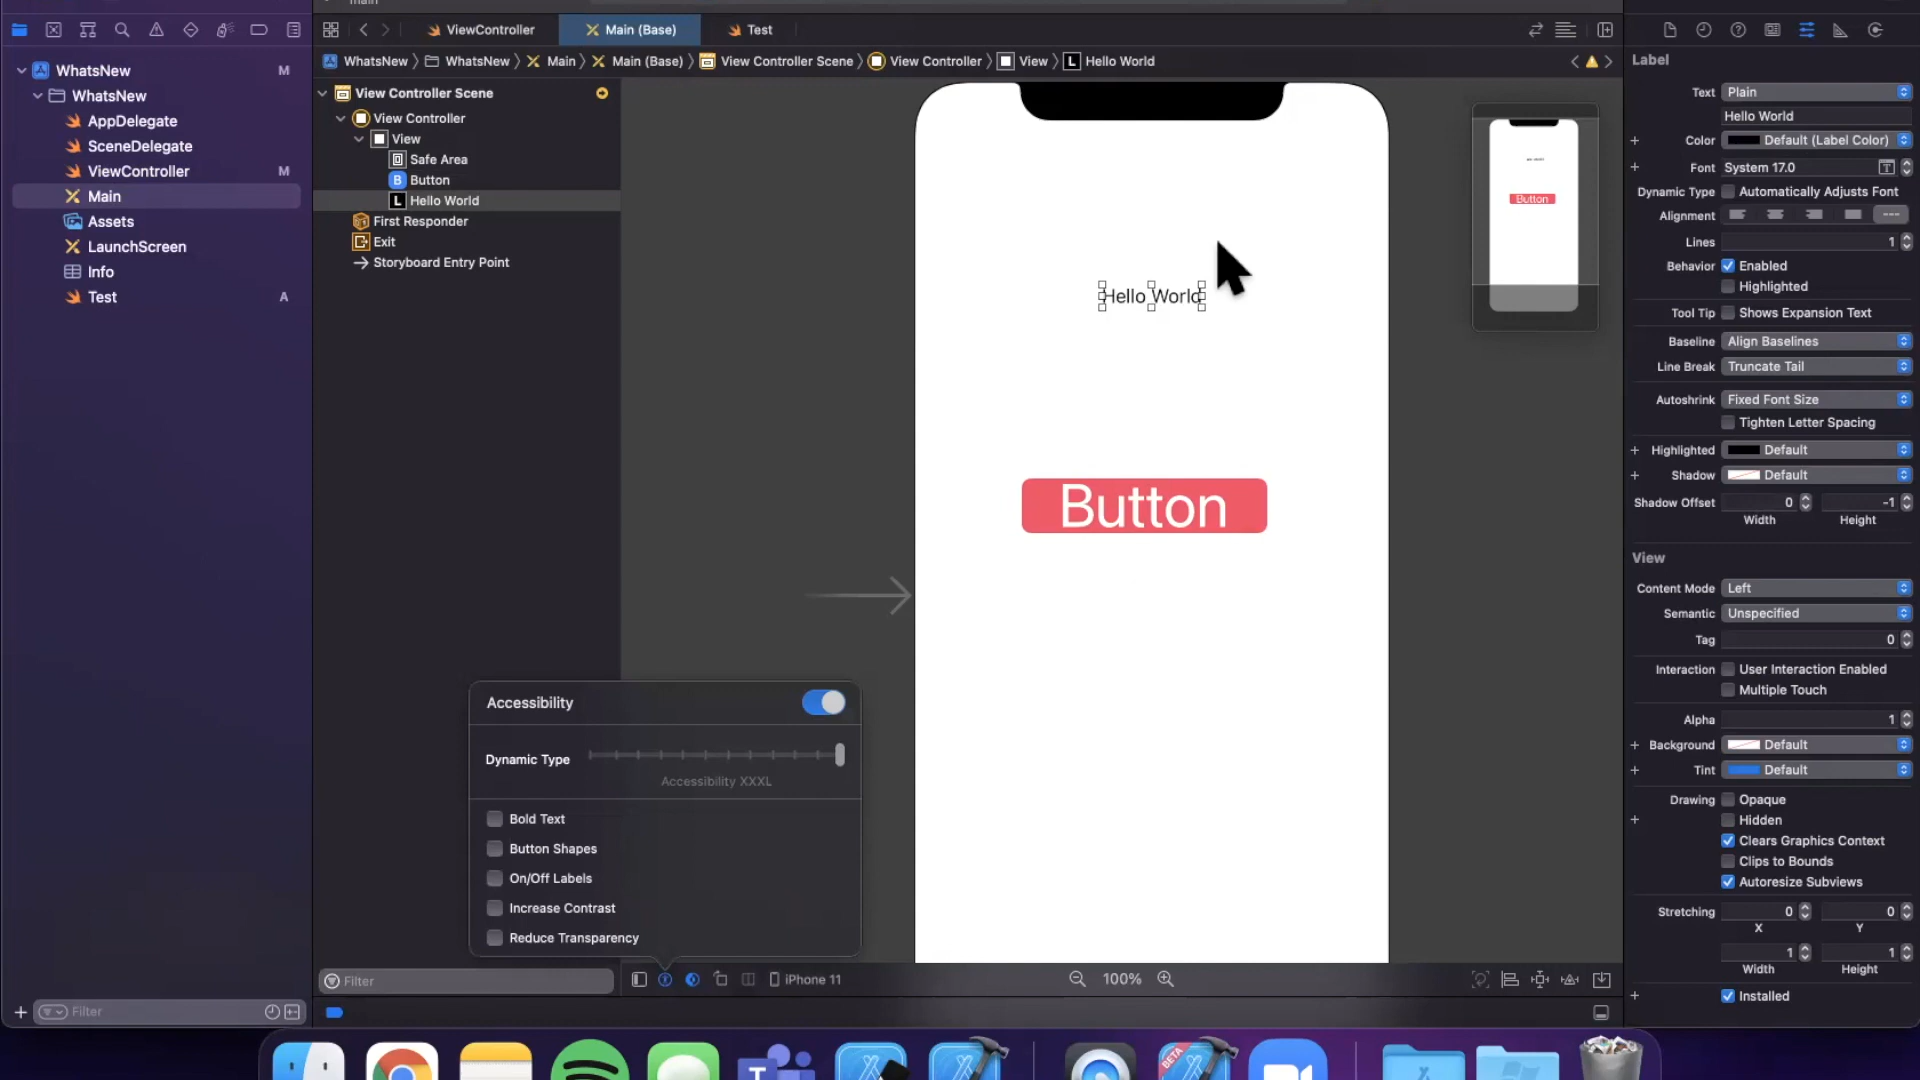 main
ViewController
Main (Base)
Test
WhatsNew
WhatsNew
Main
Main (Base)
View Controller Scene
View Controller
View
L
Hello World
WhatsNew
M
WhatsNew
AppDelegate
SceneDelegate
ViewController
M
Main
Assets
LaunchScreen
Info
Test
A
View Controller Scene
View Controller
View
Safe Area
B
Button
L
Hello World
First Responder
Exit
Storyboard Entry Point
Hello World
Button
Button
Accessibility
Dynamic Type
Accessibility XXXL
Bold Text
Button Shapes
On/Off Labels
Increase Contrast
Reduce Transparency
Filter
iPhone 11
100%
Filter
Label
Text
Plain
Hello World
Color
Default (Label Color)
Font
System 17.0
T
Dynamic Type
Automatically Adjusts Font
Alignment
Lines
1
Behavior
Enabled
Highlighted
Tool Tip
Shows Expansion Text
Baseline
Align Baselines
Line Break
Truncate Tail
Autoshrink
Fixed Font Size
Tighten Letter Spacing
Highlighted
Default
Shadow
Default
Shadow Offset
0
-1
Width
Height
View
Content Mode
Left
Semantic
Unspecified
Tag
0
Interaction
User Interaction Enabled
Multiple Touch
Alpha
1
Background
Default
Tint
Default
Drawing
Opaque
Hidden
Clears Graphics Context
Clips to Bounds
Autoresize Subviews
Stretching
0
0
X
Y
1
1
Width
Height
Installed
T
BETA